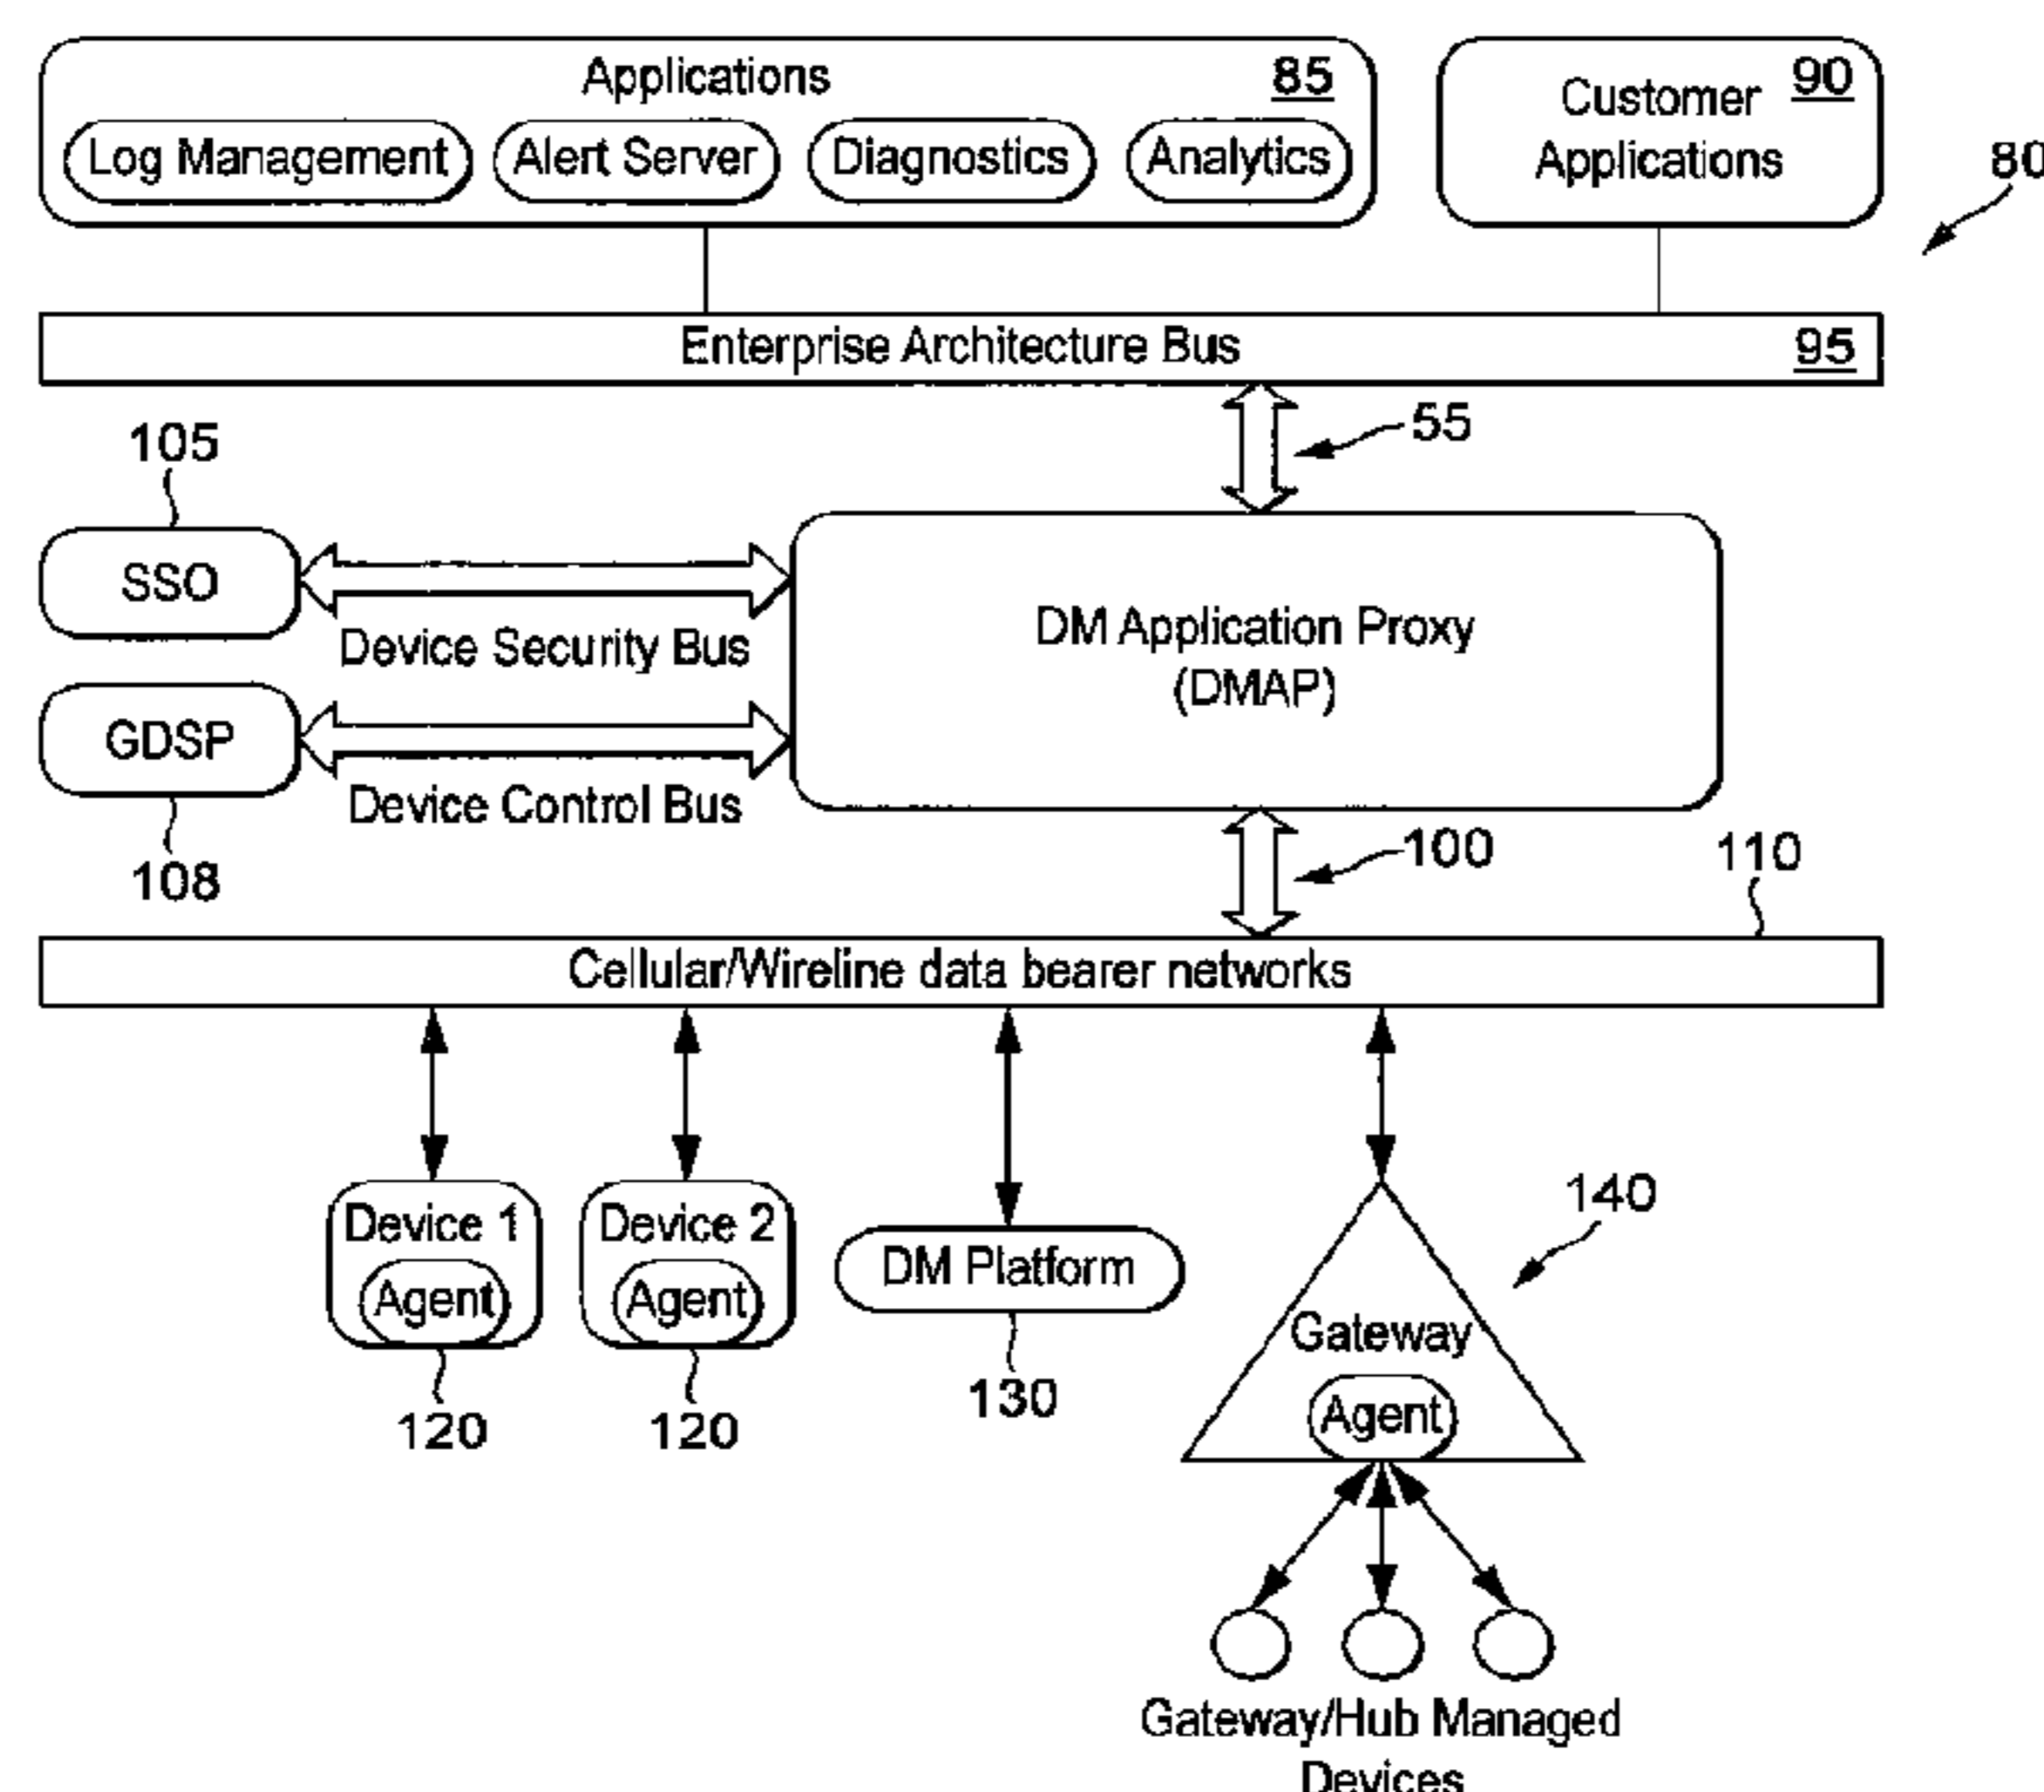 Applications 85
Log Management Alert Server Diagnostics Analytics
Customer 90
Applications
80
Enterprise Architecture Bus 95
55
105
SSO
Device Security Bus
DM Application Proxy
(DMAP)
GDSP
Device Control Bus
108
100
110
Cellular/Wireline data bearer networks
Device 1
Agent
120
Device 2
Agent
120
DM Platform
130
140
Gateway
Agent
Gateway/Hub Managed
Devices